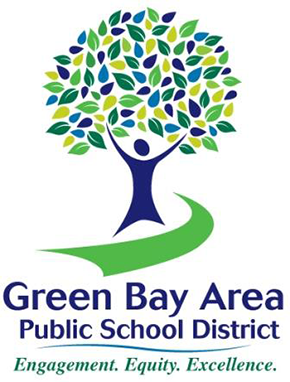 Green Bay Area
Public School District
Engagement. Equity. Excellence.